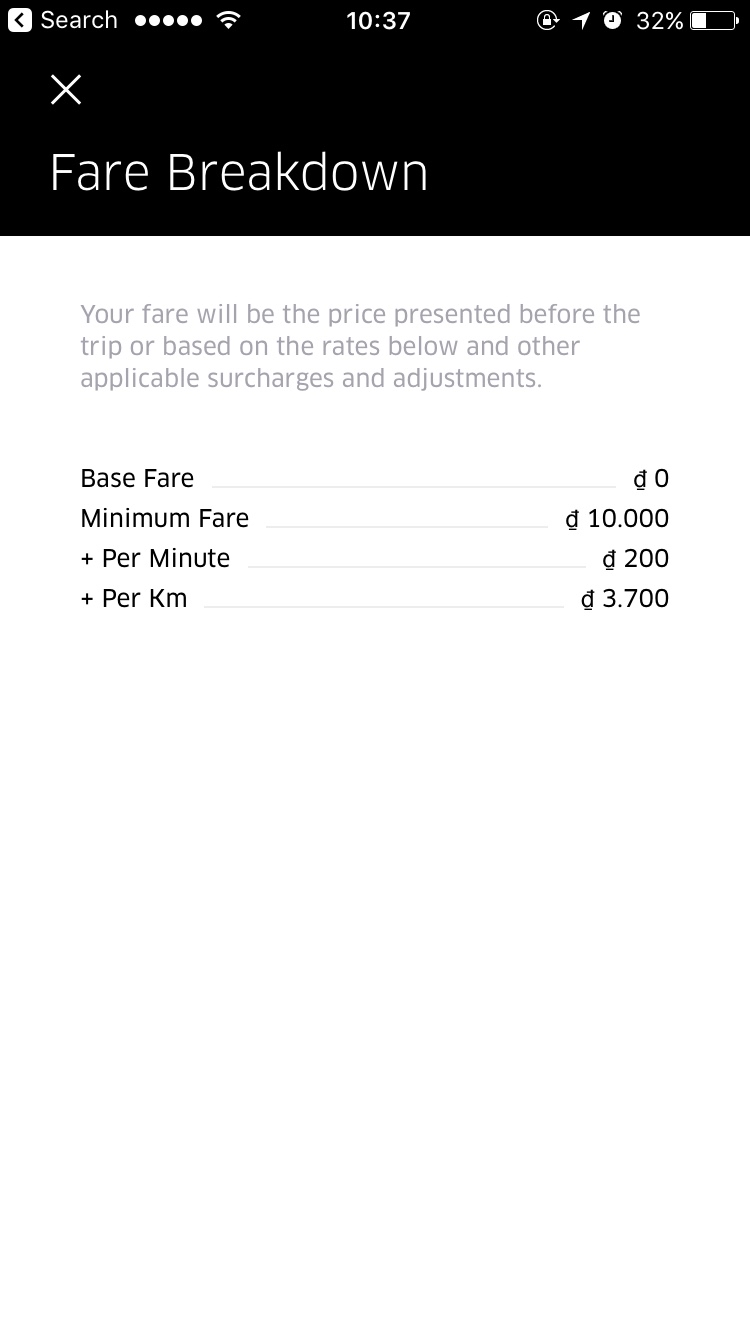 Search 10:37 32%
Fare Breakdown
Your fare will be the price presented before the
trip or based on the rates below and other
applicable surcharges and adjustments.
Base Fare ₫ 0
Minimum Fare ₫ 10.000
+ Per Minute ₫ 200
+ Per Km ₫ 3.700